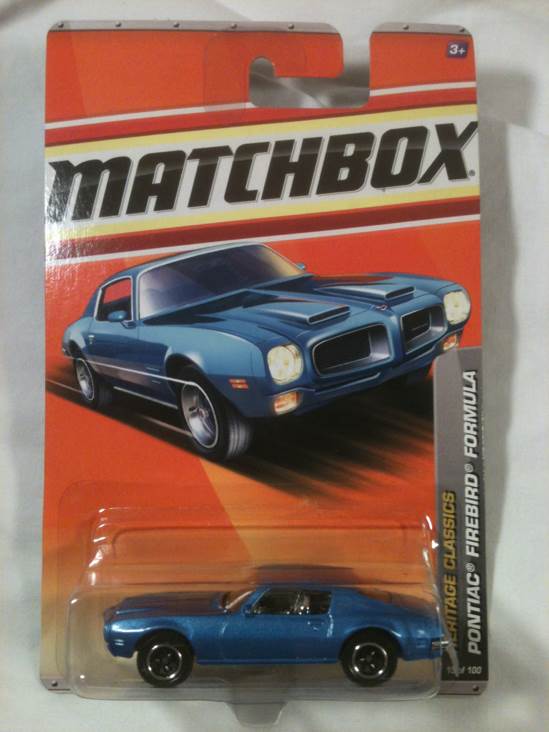 3+
MATCHBOX®
HERITAGE CLASSICS
PONTIAC® FIREBIRD® FORMULA
of 100